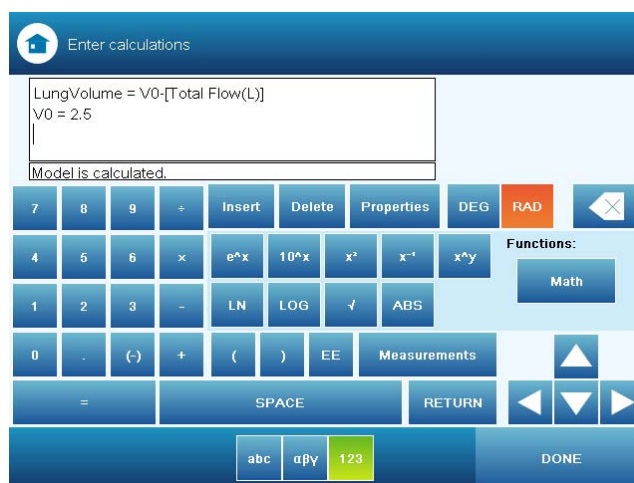 Enter calculations
LungVolume = V0-[Total Flow(L)]
V0 = 2.5
Model is calculated.
7 8 9 ÷ Insert Delete Properties DEG RAD
4 5 6 × e^x 10^x x² x⁻¹ x^y Functions:
Math
1 2 3 - LN LOG √ ABS
0 . (-) + ( ) EE Measurements
= SPACE RETURN
abc αβγ 123 DONE